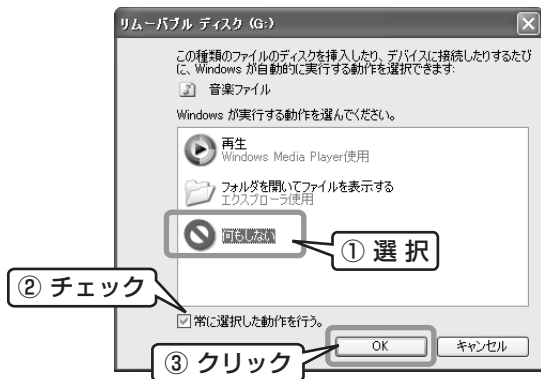 リムーバブル ディスク (G:)
この種類のファイルのディスクを挿入したり、デバイスに接続したりするたび
に、Windows が自動的に実行する動作を選択できます:
音楽ファイル
Windows が実行する動作を選んでください。
再生
Windows Media Player使用
フォルダを開いてファイルを表示する
エクスプローラ使用
何もしない
① 選 択
② チェック
常に選択した動作を行う。
③ クリック
OK
キャンセル